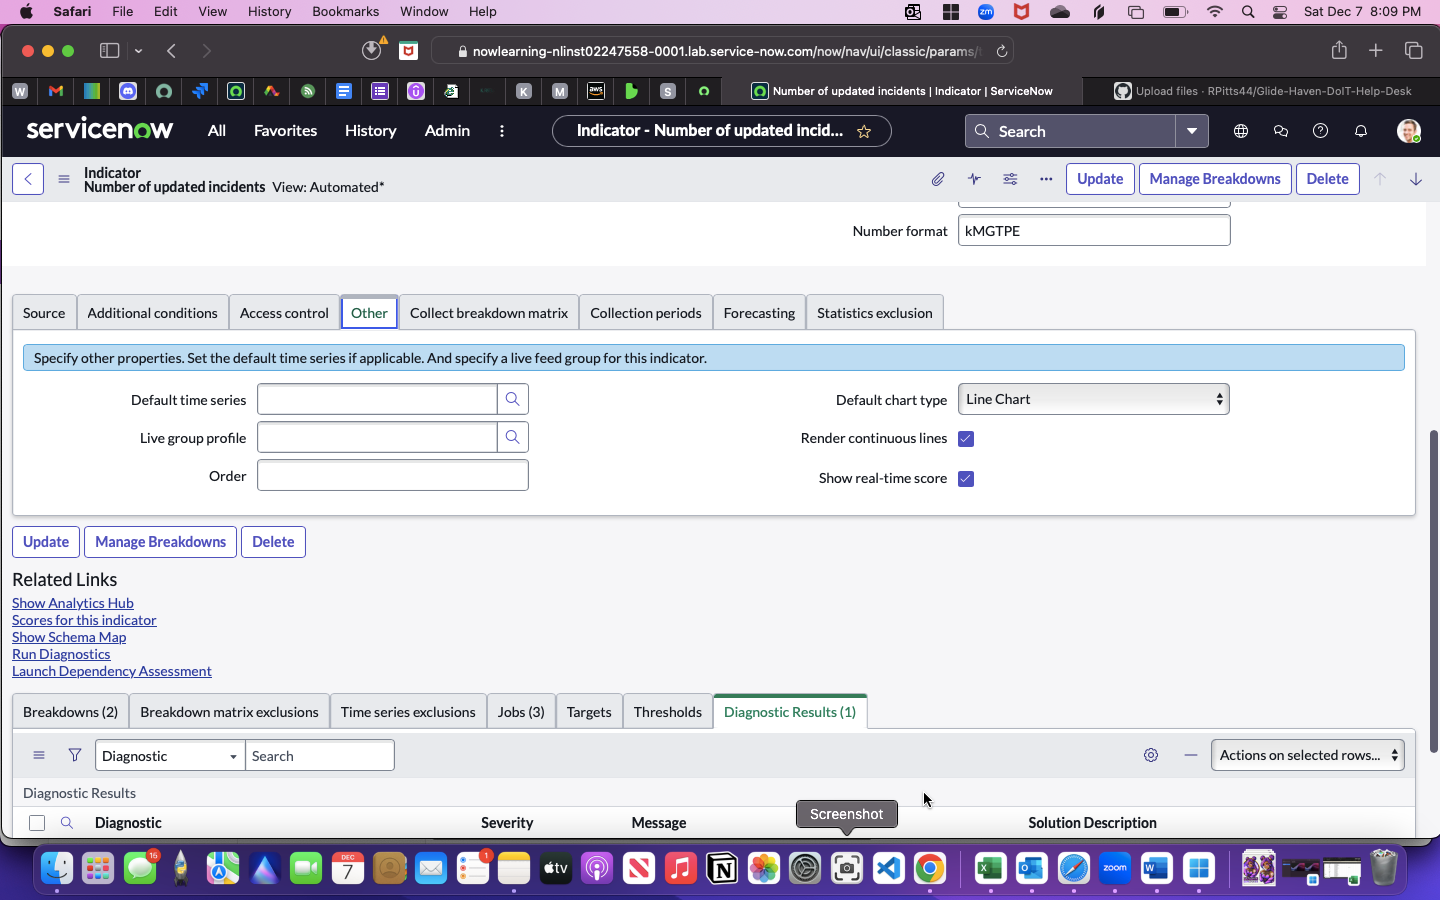 Safari File Edit View History Bookmarks Window Help zm Sat Dec 7 8:09 PM
nowlearning-nlinst02247558-0001.lab.service-now.com/now/nav/ui/classic/params/
Number of updated incidents | Indicator | ServiceNow
Upload files · RPitts44/Glide-Haven-DoIT-Help-Desk
servicenow All Favorites History Admin Indicator - Number of updated incid... Search
Indicator
Number of updated incidents View: Automated*
Update Manage Breakdowns Delete
Number format kMGTPE
Source Additional conditions Access control Other Collect breakdown matrix Collection periods Forecasting Statistics exclusion
Specify other properties. Set the default time series if applicable. And specify a live feed group for this indicator.
Default time series
Default chart type Line Chart
Live group profile
Render continuous lines
Order
Show real-time score
Update Manage Breakdowns Delete
Related Links
Show Analytics Hub
Scores for this indicator
Show Schema Map
Run Diagnostics
Launch Dependency Assessment
Breakdowns (2) Breakdown matrix exclusions Time series exclusions Jobs (3) Targets Thresholds Diagnostic Results (1)
Diagnostic Search Actions on selected rows...
Diagnostic Results
Screenshot
Diagnostic Severity Message Solution Description
16 DEC 7 1 tv zoom